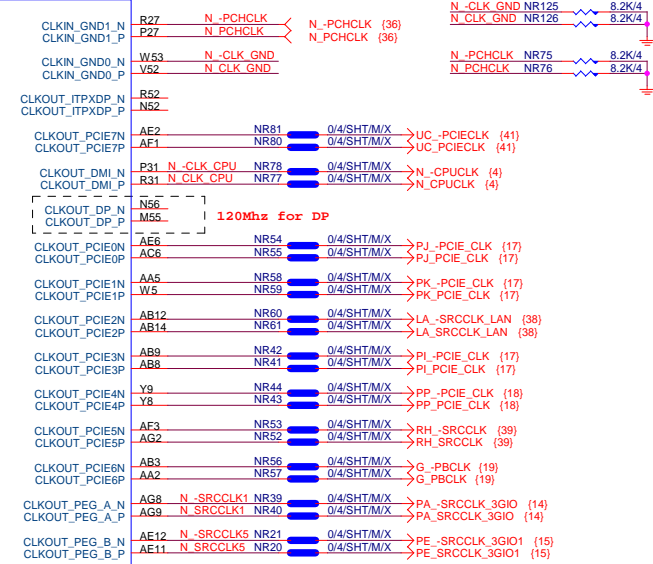 CLKIN_GND1_N R27 N_-PCHCLK N_-PCHCLK {36}
CLKIN_GND1_P P27 N_PCHCLK N_PCHCLK {36}
N_-CLK_GND NR125 8.2K/4
N_CLK_GND NR126 8.2K/4
CLKIN_GND0_N W53 N_-CLK_GND
CLKIN_GND0_P V52 N_CLK_GND
N_-PCHCLK NR75 8.2K/4
N_PCHCLK NR76 8.2K/4
CLKOUT_ITPXDP_N R52
CLKOUT_ITPXDP_P N52
CLKOUT_PCIE7N AE2 NR81 0/4/SHT/M/X UC_-PCIECLK {41}
CLKOUT_PCIE7P AF1 NR80 0/4/SHT/M/X UC_PCIECLK {41}
CLKOUT_DMI_N P31 N_-CLK_CPU NR78 0/4/SHT/M/X N_-CPUCLK {4}
CLKOUT_DMI_P R31 N_CLK_CPU NR77 0/4/SHT/M/X N_CPUCLK {4}
CLKOUT_DP_N N56
CLKOUT_DP_P M55
120Mhz for DP
CLKOUT_PCIE0N AE6 NR54 0/4/SHT/M/X PJ_-PCIE_CLK {17}
CLKOUT_PCIE0P AC6 NR55 0/4/SHT/M/X PJ_PCIE_CLK {17}
CLKOUT_PCIE1N AA5 NR58 0/4/SHT/M/X PK_-PCIE_CLK {17}
CLKOUT_PCIE1P W5 NR59 0/4/SHT/M/X PK_PCIE_CLK {17}
CLKOUT_PCIE2N AB12 NR60 0/4/SHT/M/X LA_-SRCCLK_LAN {38}
CLKOUT_PCIE2P AB14 NR61 0/4/SHT/M/X LA_SRCCLK_LAN {38}
CLKOUT_PCIE3N AB9 NR42 0/4/SHT/M/X PI_-PCIE_CLK {17}
CLKOUT_PCIE3P AB8 NR41 0/4/SHT/M/X PI_PCIE_CLK {17}
CLKOUT_PCIE4N Y9 NR44 0/4/SHT/M/X PP_-PCIE_CLK {18}
CLKOUT_PCIE4P Y8 NR43 0/4/SHT/M/X PP_PCIE_CLK {18}
CLKOUT_PCIE5N AF3 NR53 0/4/SHT/M/X RH_-SRCCLK {39}
CLKOUT_PCIE5P AG2 NR52 0/4/SHT/M/X RH_SRCCLK {39}
CLKOUT_PCIE6N AB3 NR56 0/4/SHT/M/X G_-PBCLK {19}
CLKOUT_PCIE6P AA2 NR57 0/4/SHT/M/X G_PBCLK {19}
CLKOUT_PEG_A_N AG8 N_-SRCCLK1 NR39 0/4/SHT/M/X PA_-SRCCLK_3GIO {14}
CLKOUT_PEG_A_P AG9 N_SRCCLK1 NR40 0/4/SHT/M/X PA_SRCCLK_3GIO {14}
CLKOUT_PEG_B_N AE12 N_-SRCCLK5 NR21 0/4/SHT/M/X PE_-SRCCLK_3GIO1 {15}
CLKOUT_PEG_B_P AE11 N_SRCCLK5 NR20 0/4/SHT/M/X PE_SRCCLK_3GIO1 {15}